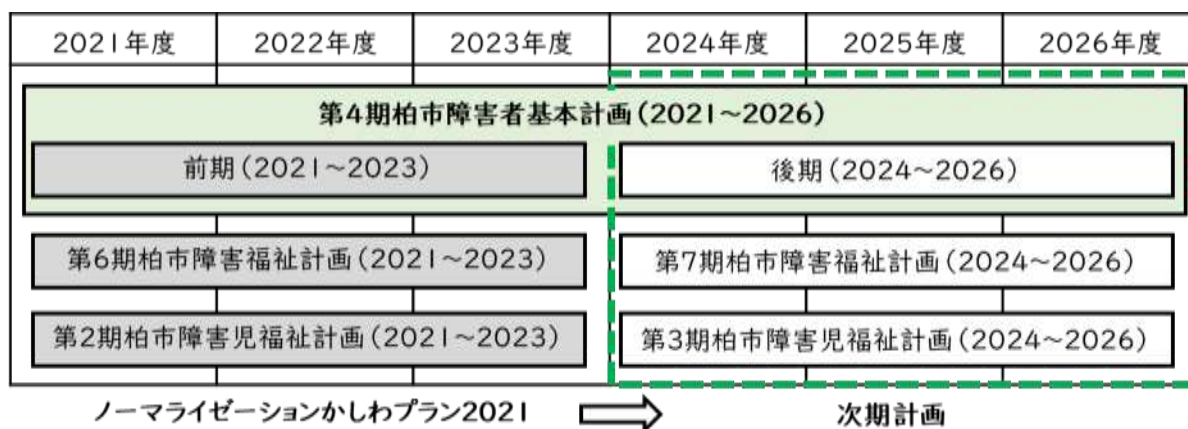 2021年度 2022年度 2023年度 2024年度 2025年度 2026年度
第4期柏市障害者基本計画(2021~2026)
前期(2021~2023) 後期(2024~2026)
第6期柏市障害福祉計画(2021~2023) 第7期柏市障害福祉計画(2024~2026)
第2期柏市障害児福祉計画(2021~2023) 第3期柏市障害児福祉計画(2024~2026)
ノーマライゼーションかしわプラン2021 次期計画